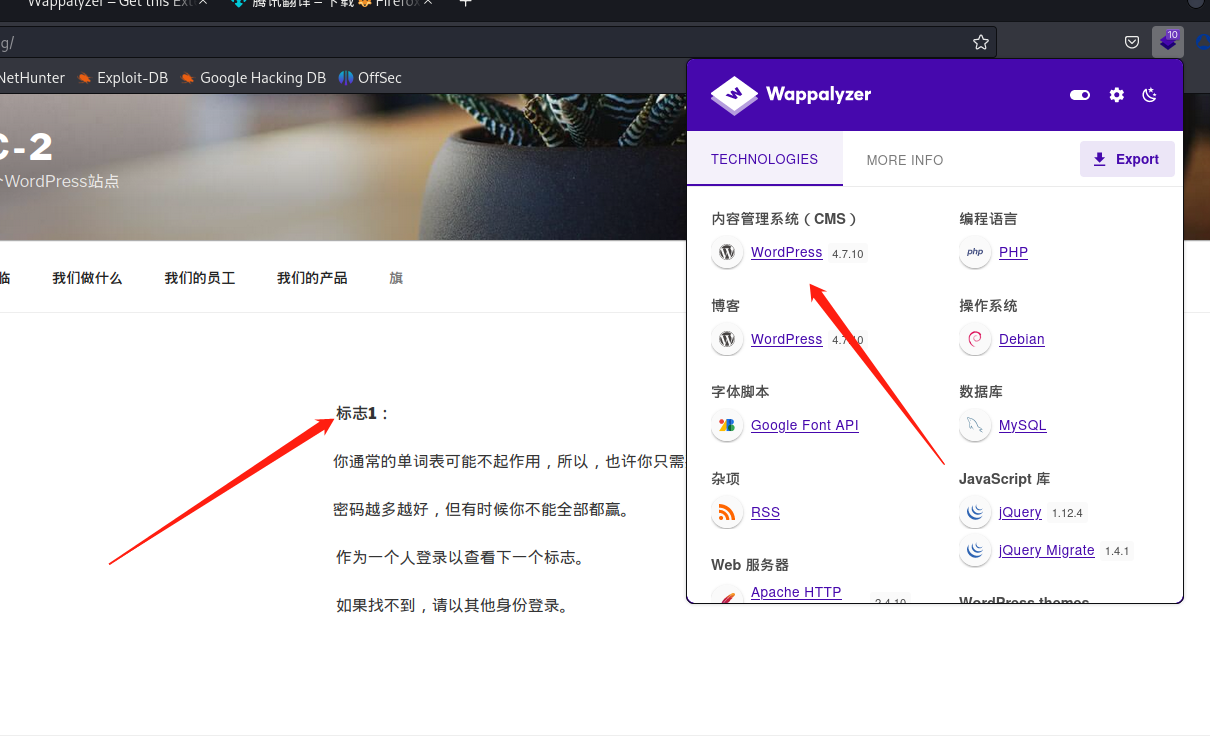 Wappalyzer – Get this Ext
腾讯翻译 – 下载 Firefox
g/
10
NetHunter Exploit-DB Google Hacking DB OffSec
C-2
WordPress站点
临 我们做什么 我们的员工 我们的产品 旗
标志1：
你通常的单词表可能不起作用，所以，也许你只需
密码越多越好，但有时候你不能全部都赢。
作为一个人登录以查看下一个标志。
如果找不到，请以其他身份登录。
Wappalyzer
TECHNOLOGIES MORE INFO Export
内容管理系统（CMS）
WordPress 4.7.10
博客
WordPress 4.7.10
字体脚本
Google Font API
杂项
RSS
Web 服务器
Apache HTTP
2.4.10
编程语言
php PHP
操作系统
Debian
数据库
MySQL
JavaScript 库
jQuery 1.12.4
jQuery Migrate 1.4.1
WordPress themes